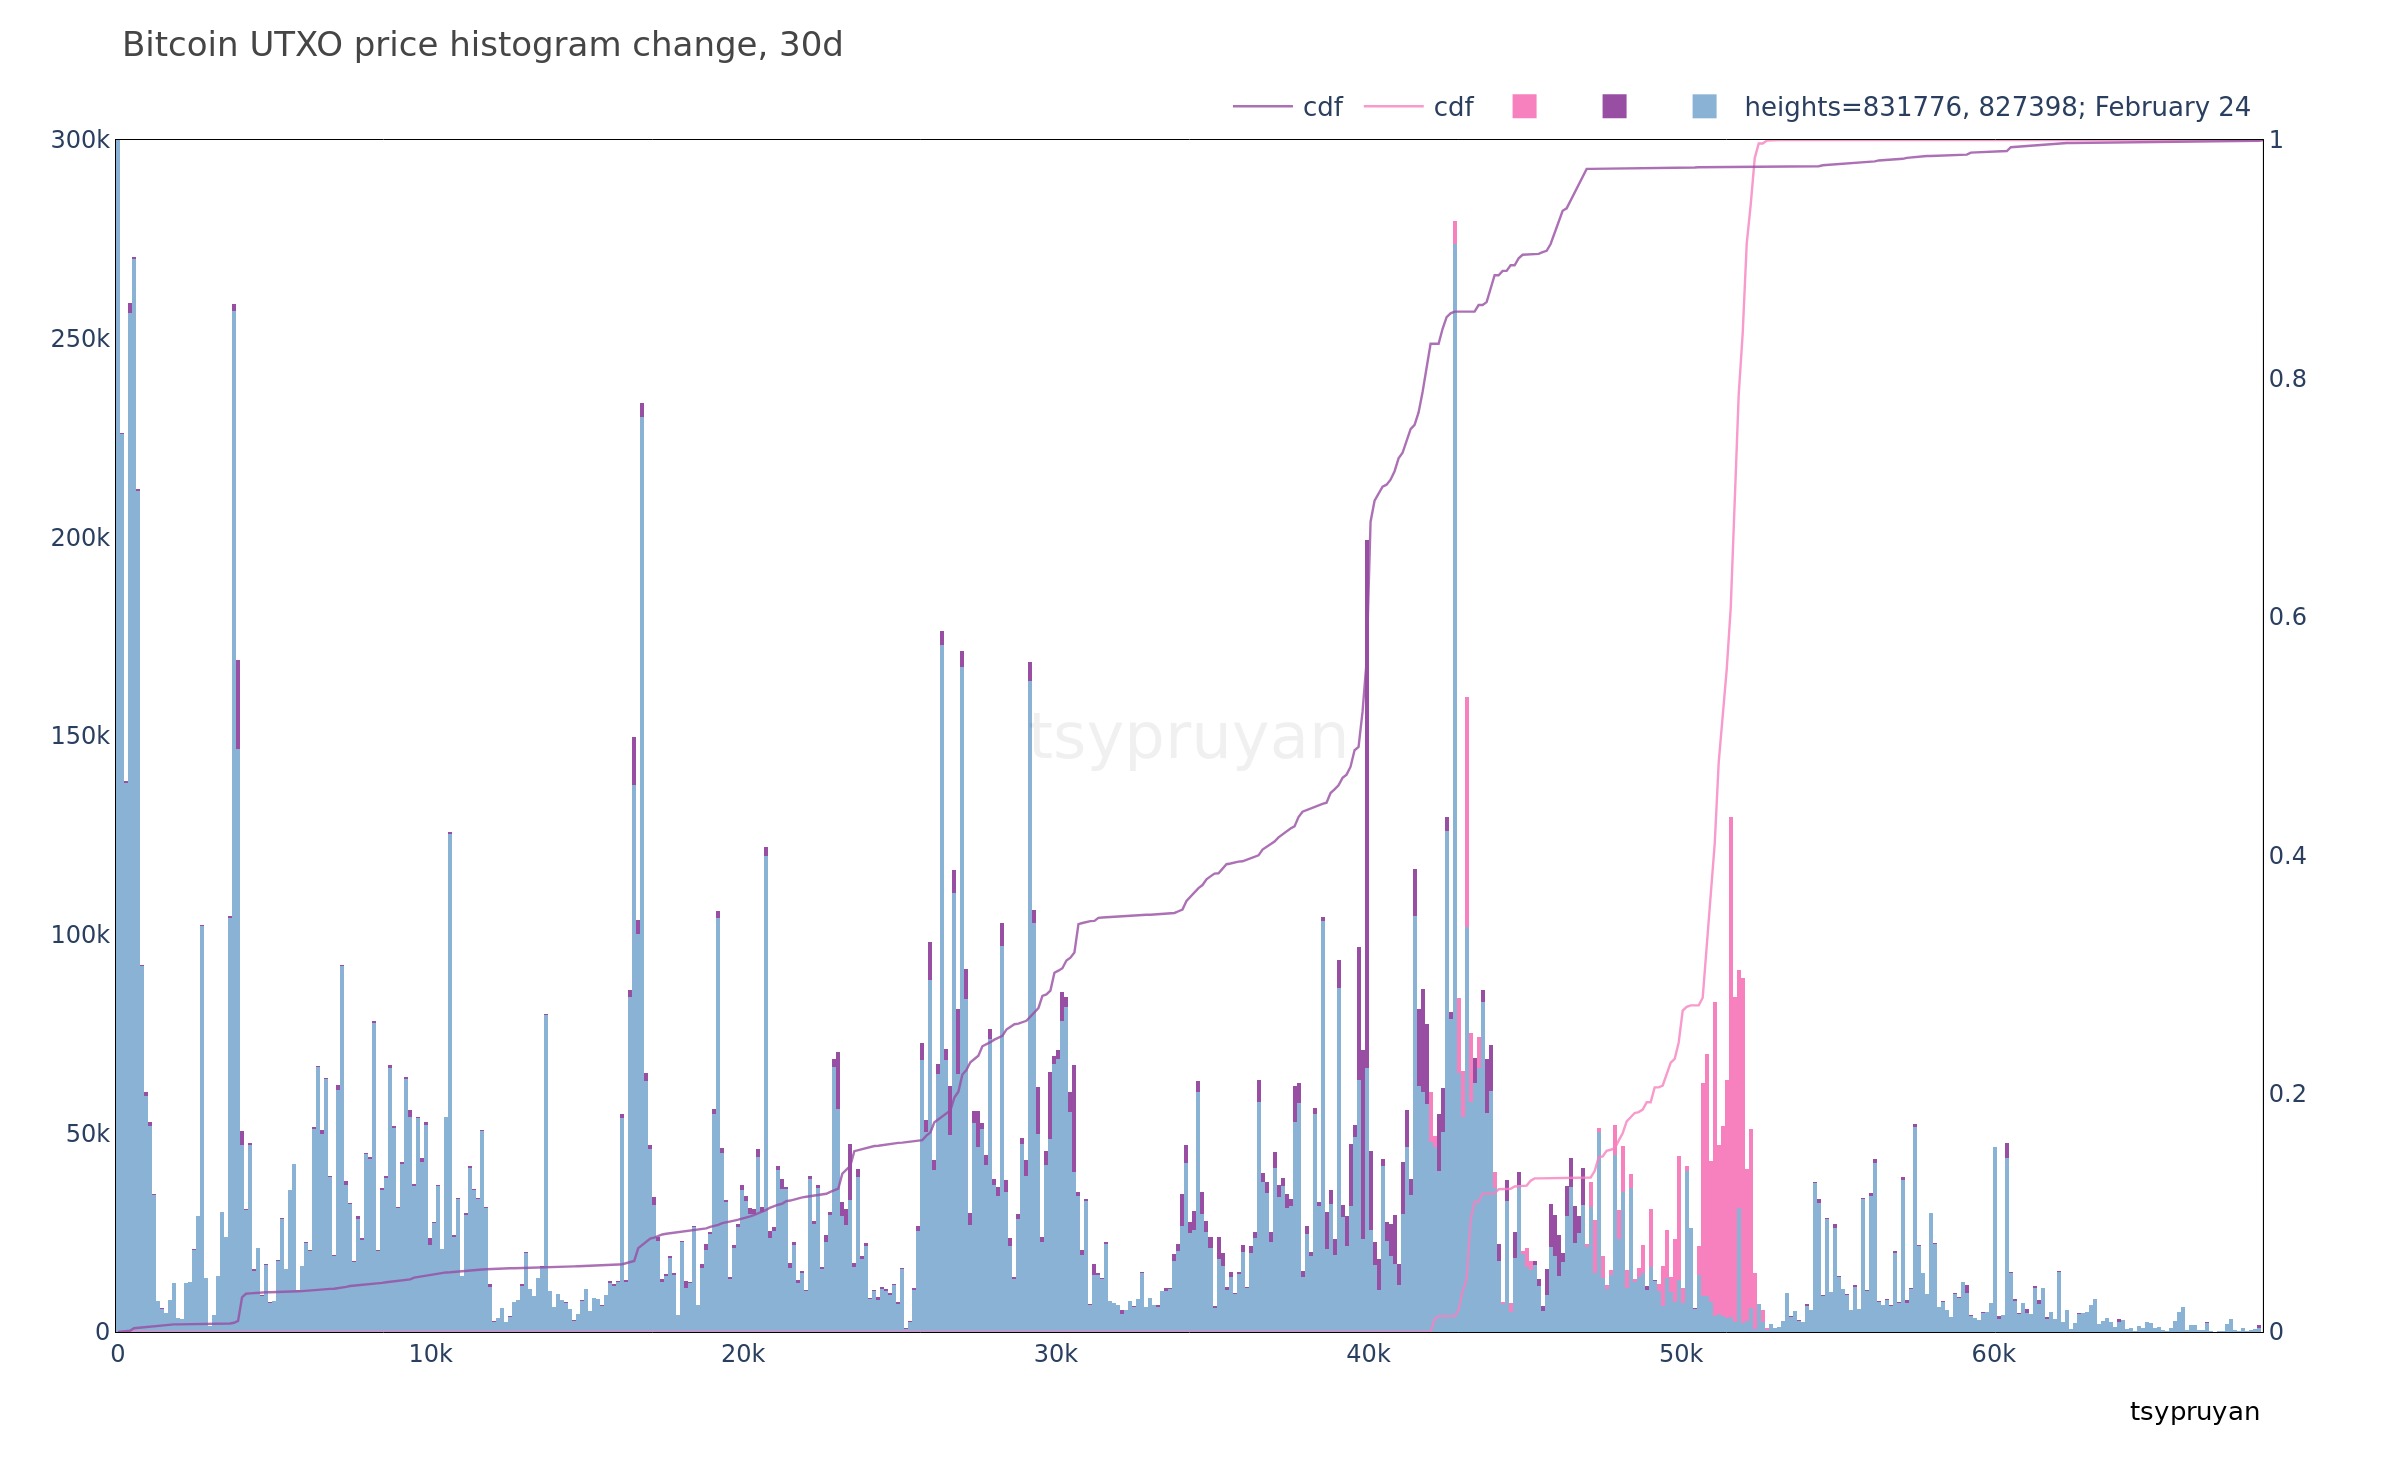 Bitcoin UTXO price histogram change, 30d
cdf cdf heights=831776, 827398; February 24
300k
250k
200k
150k
100k
50k
0
1
0.8
0.6
0.4
0.2
0
tsypruyan
0 10k 20k 30k 40k 50k 60k
tsypruyan